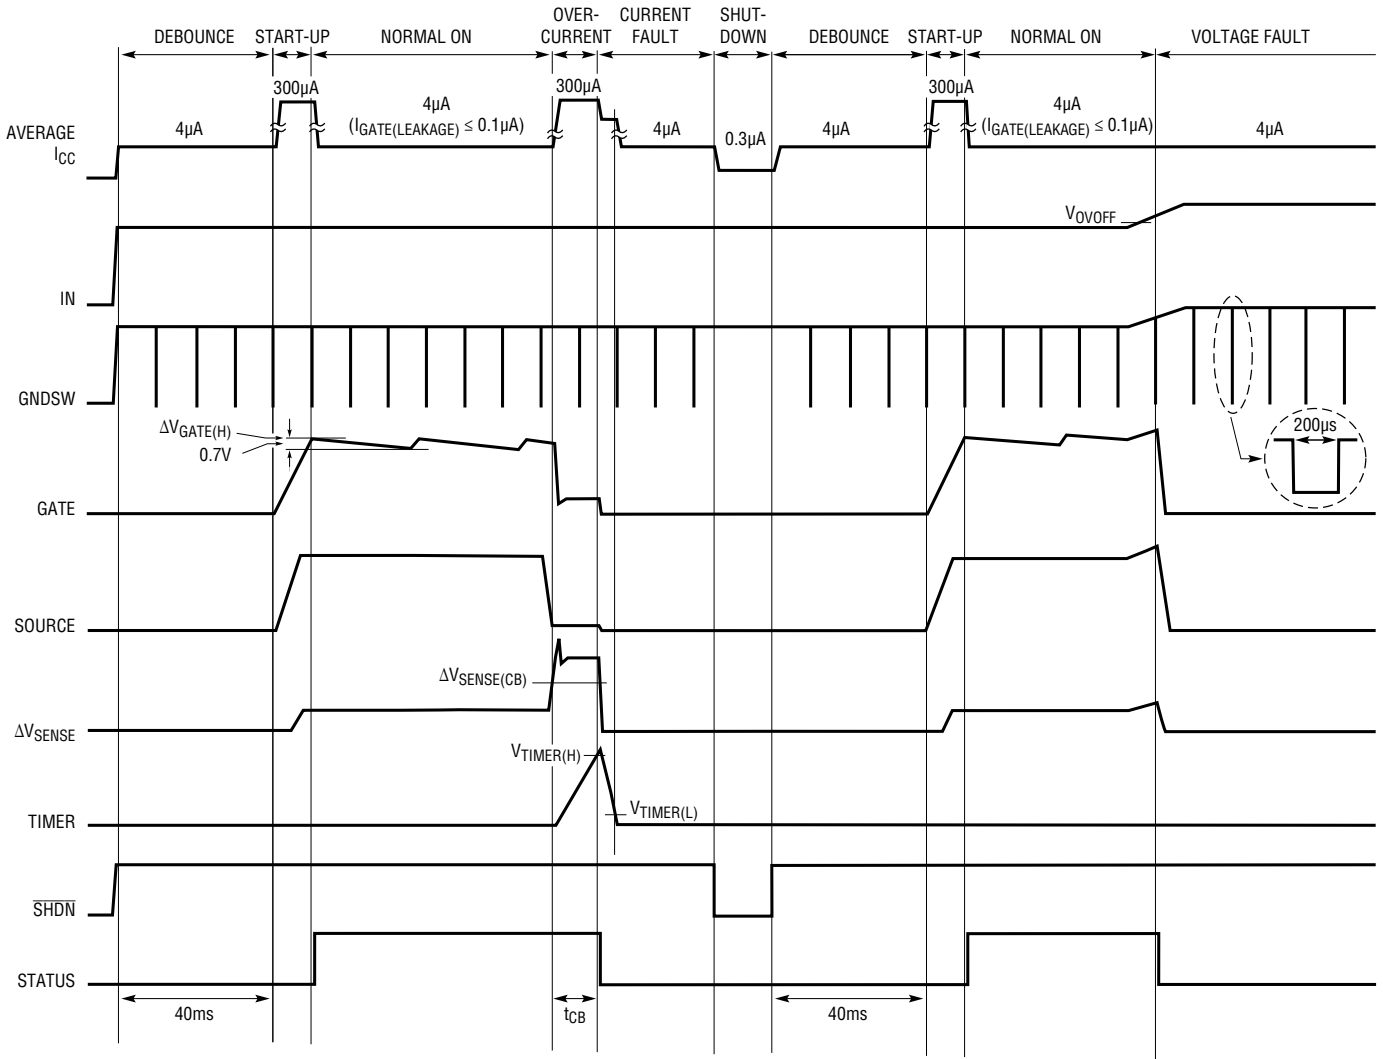 DEBOUNCE
START-UP
NORMAL ON
OVER-
CURRENT
CURRENT
FAULT
SHUT-
DOWN
DEBOUNCE
START-UP
NORMAL ON
VOLTAGE FAULT
AVERAGE
ICC
4µA
300µA
4µA
(IGATE(LEAKAGE) ≤ 0.1µA)
300µA
4µA
0.3µA
4µA
300µA
4µA
(IGATE(LEAKAGE) ≤ 0.1µA)
4µA
IN
VOVOFF
GNDSW
200µs
ΔVGATE(H)
0.7V
GATE
SOURCE
ΔVSENSE(CB)
ΔVSENSE
VTIMER(H)
VTIMER(L)
TIMER
SHDN
STATUS
40ms
tCB
40ms